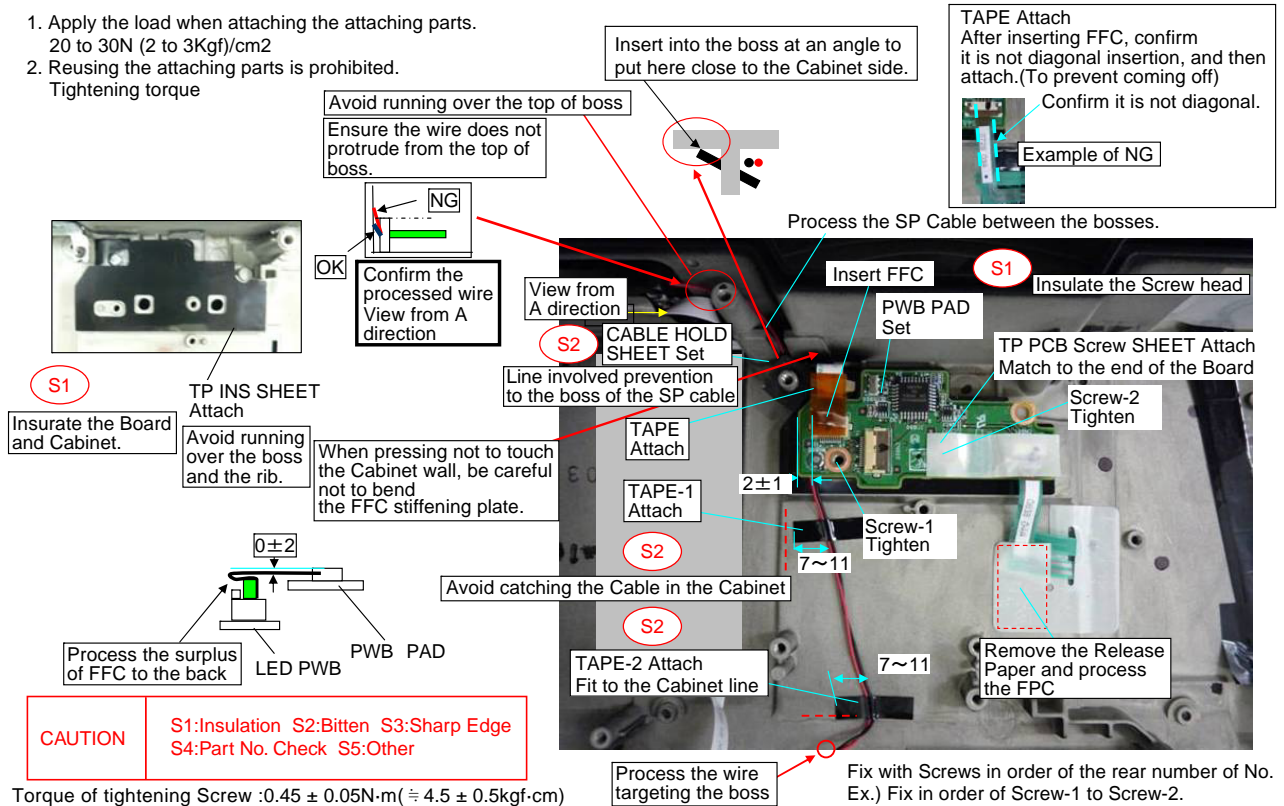 1. Apply the load when attaching the attaching parts.
20 to 30N (2 to 3Kgf)/cm2
2. Reusing the attaching parts is prohibited.
Tightening torque
Insert into the boss at an angle to
put here close to the Cabinet side.
TAPE Attach
After inserting FFC, confirm
it is not diagonal insertion, and then
attach.(To prevent coming off)
Confirm it is not diagonal.
Example of NG
Avoid running over the top of boss
Ensure the wire does not
protrude from the top of
boss.
NG
OK
Confirm the
processed wire
View from A
direction
Process the SP Cable between the bosses.
View from
A direction
Insert FFC
S1
Insulate the Screw head
PWB PAD
Set
S2
CABLE HOLD
SHEET Set
TP PCB Screw SHEET Attach
Match to the end of the Board
Line involved prevention
to the boss of the SP cable
Screw-2
Tighten
S1
Insurate the Board
and Cabinet.
TP INS SHEET
Attach
Avoid running
over the boss
and the rib.
TAPE
Attach
When pressing not to touch
the Cabinet wall, be careful
not to bend
the FFC stiffening plate.
2±1
TAPE-1
Attach
Screw-1
Tighten
7～11
S2
Avoid catching the Cable in the Cabinet
S2
0±2
Process the surplus
of FFC to the back
LED PWB
PWB PAD
TAPE-2 Attach
Fit to the Cabinet line
7～11
Remove the Release
Paper and process
the FPC
CAUTION
S1:Insulation S2:Bitten S3:Sharp Edge
S4:Part No. Check S5:Other
Torque of tightening Screw :0.45 ± 0.05N·m(≒4.5 ± 0.5kgf·cm)
Process the wire
targeting the boss
Fix with Screws in order of the rear number of No.
Ex.) Fix in order of Screw-1 to Screw-2.